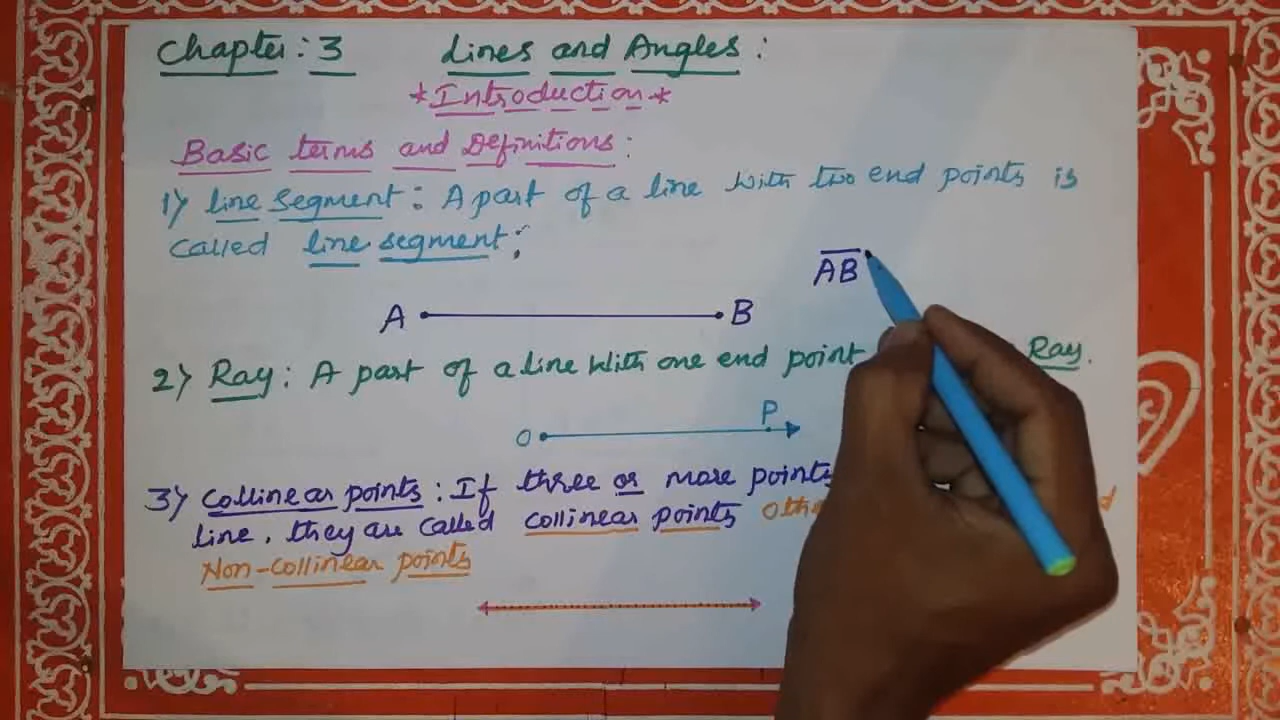 Chapter: 3 Lines and Angles:
*Introduction*
Basic terms and Definitions:
1) line segment: A part of a line with two end points is
called line segment:
AB
A B
2) Ray: A part of a line with one end point Ray.
O P
3) Collinear points: If three or more points
line, they are called collinear points
Non-collinear points